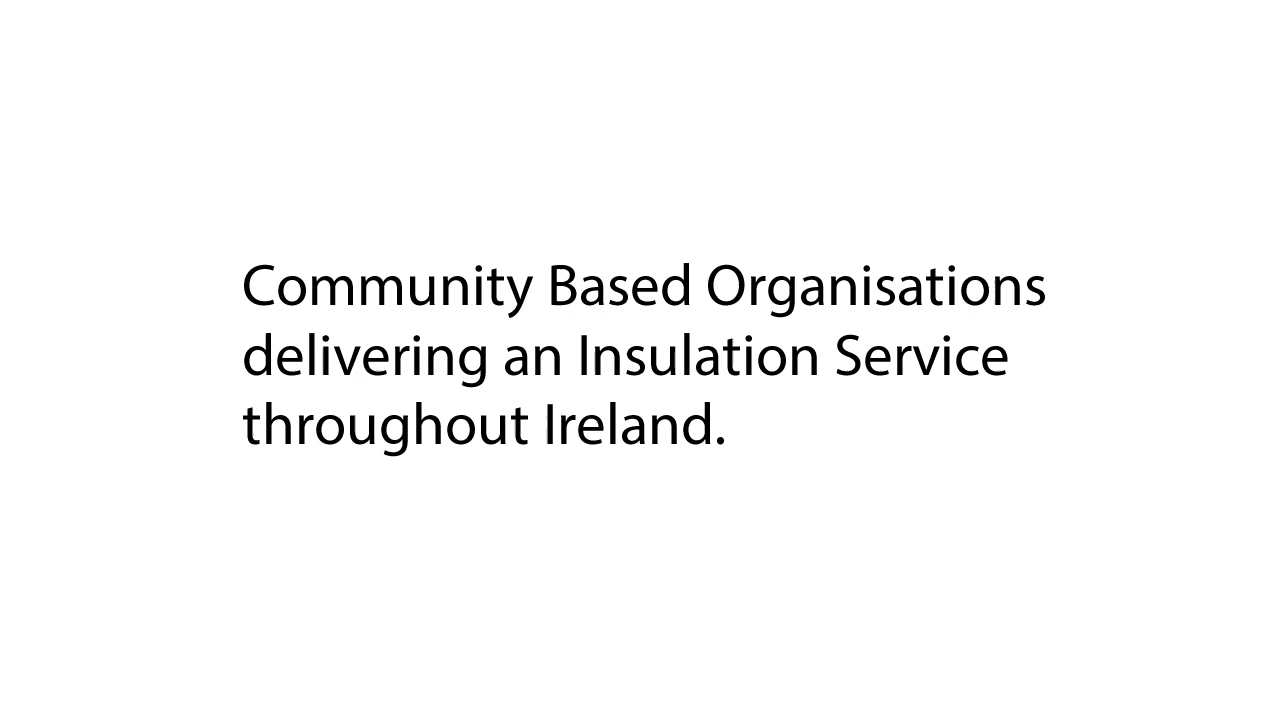 Community Based Organisations
delivering an Insulation Service
throughout Ireland.